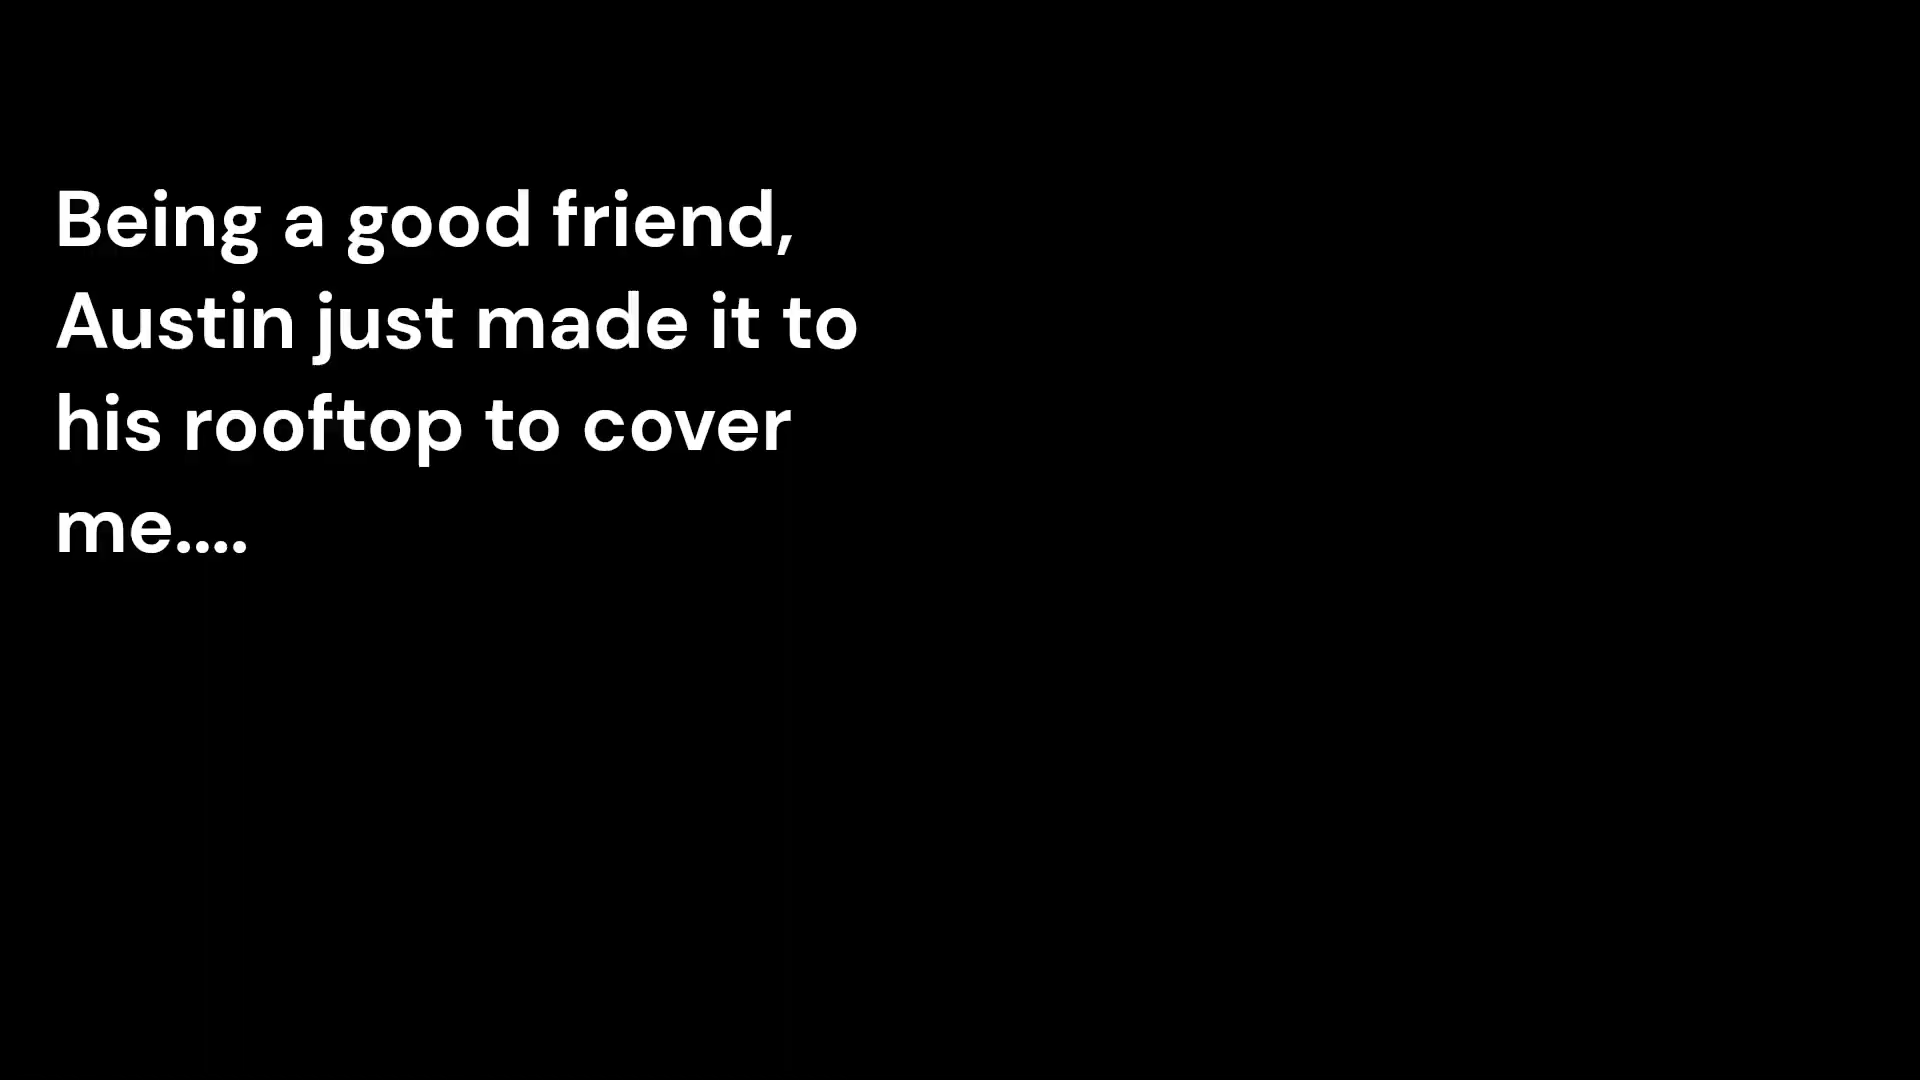 Being a good friend,
Austin just made it to
his rooftop to cover
me....